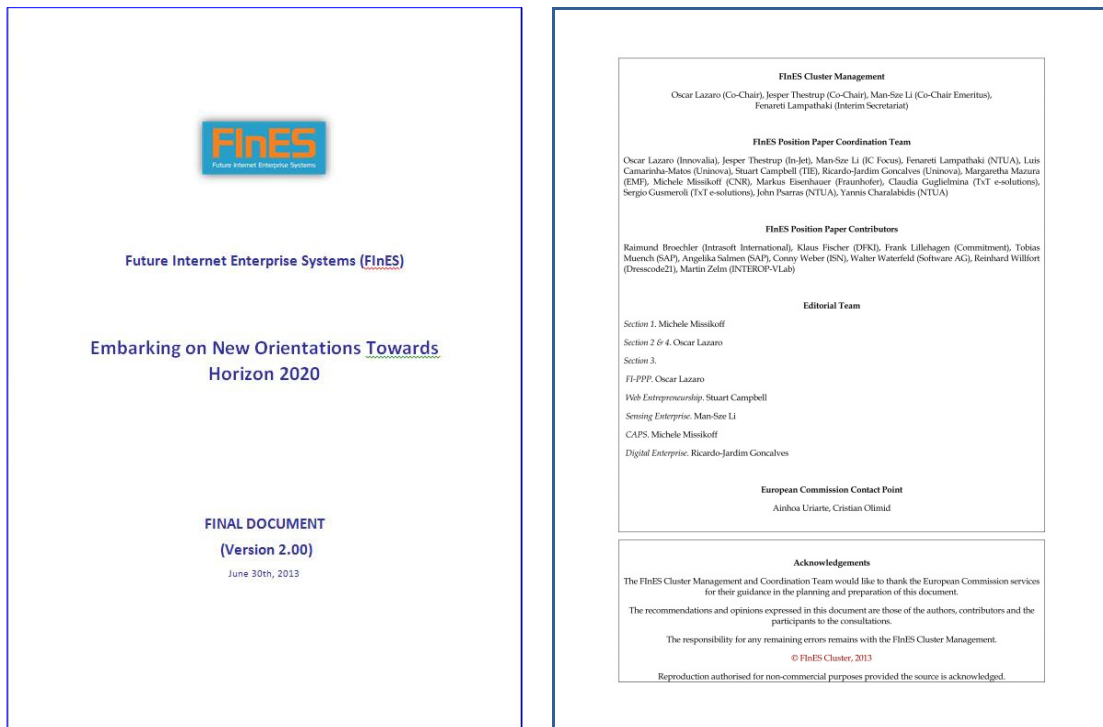 FInES
Future Internet Enterprise Systems
Future Internet Enterprise Systems (FInES)
Embarking on New Orientations Towards
Horizon 2020
FINAL DOCUMENT
(Version 2.00)
June 30th, 2013
FInES Cluster Management
Oscar Lazaro (Co-Chair), Jesper Thestrup (Co-Chair), Man-Sze Li (Co-Chair Emeritus),
Fenareti Lampathaki (Interim Secretariat)
FInES Position Paper Coordination Team
Oscar Lazaro (Innovalia), Jesper Thestrup (In-Jet), Man-Sze Li (IC Focus), Fenareti Lampathaki (NTUA), Luis
Camarinha-Matos (Uninova), Stuart Campbell (TIE), Ricardo-Jardim Goncalves (Uninova), Margaretha Mazura
(EMF), Michele Missikoff (CNR), Markus Eisenhauer (Fraunhofer), Claudia Guglielmina (TxT e-solutions),
Sergio Gusmeroli (TxT e-solutions), John Psarras (NTUA), Yannis Charalabidis (NTUA)
FInES Position Paper Contributors
Raimund Broechler (Intrasoft International), Klaus Fischer (DFKI), Frank Lillehagen (Commitment), Tobias
Muench (SAP), Angelika Salmen (SAP), Conny Weber (ISN), Walter Waterfeld (Software AG), Reinhard Willfort
(Dresscode21), Martin Zelm (INTEROP-VLab)
Editorial Team
Section 1. Michele Missikoff
Section 2 & 4. Oscar Lazaro
Section 3.
FI-PPP. Oscar Lazaro
Web Entrepreneurship. Stuart Campbell
Sensing Enterprise. Man-Sze Li
CAPS. Michele Missikoff
Digital Enterprise. Ricardo-Jardim Goncalves
European Commission Contact Point
Ainhoa Uriarte, Cristian Olimid
Acknowledgements
The FInES Cluster Management and Coordination Team would like to thank the European Commission services
for their guidance in the planning and preparation of this document.
The recommendations and opinions expressed in this document are those of the authors, contributors and the
participants to the consultations.
The responsibility for any remaining errors remains with the FInES Cluster Management.
© FInES Cluster, 2013
Reproduction authorised for non-commercial purposes provided the source is acknowledged.